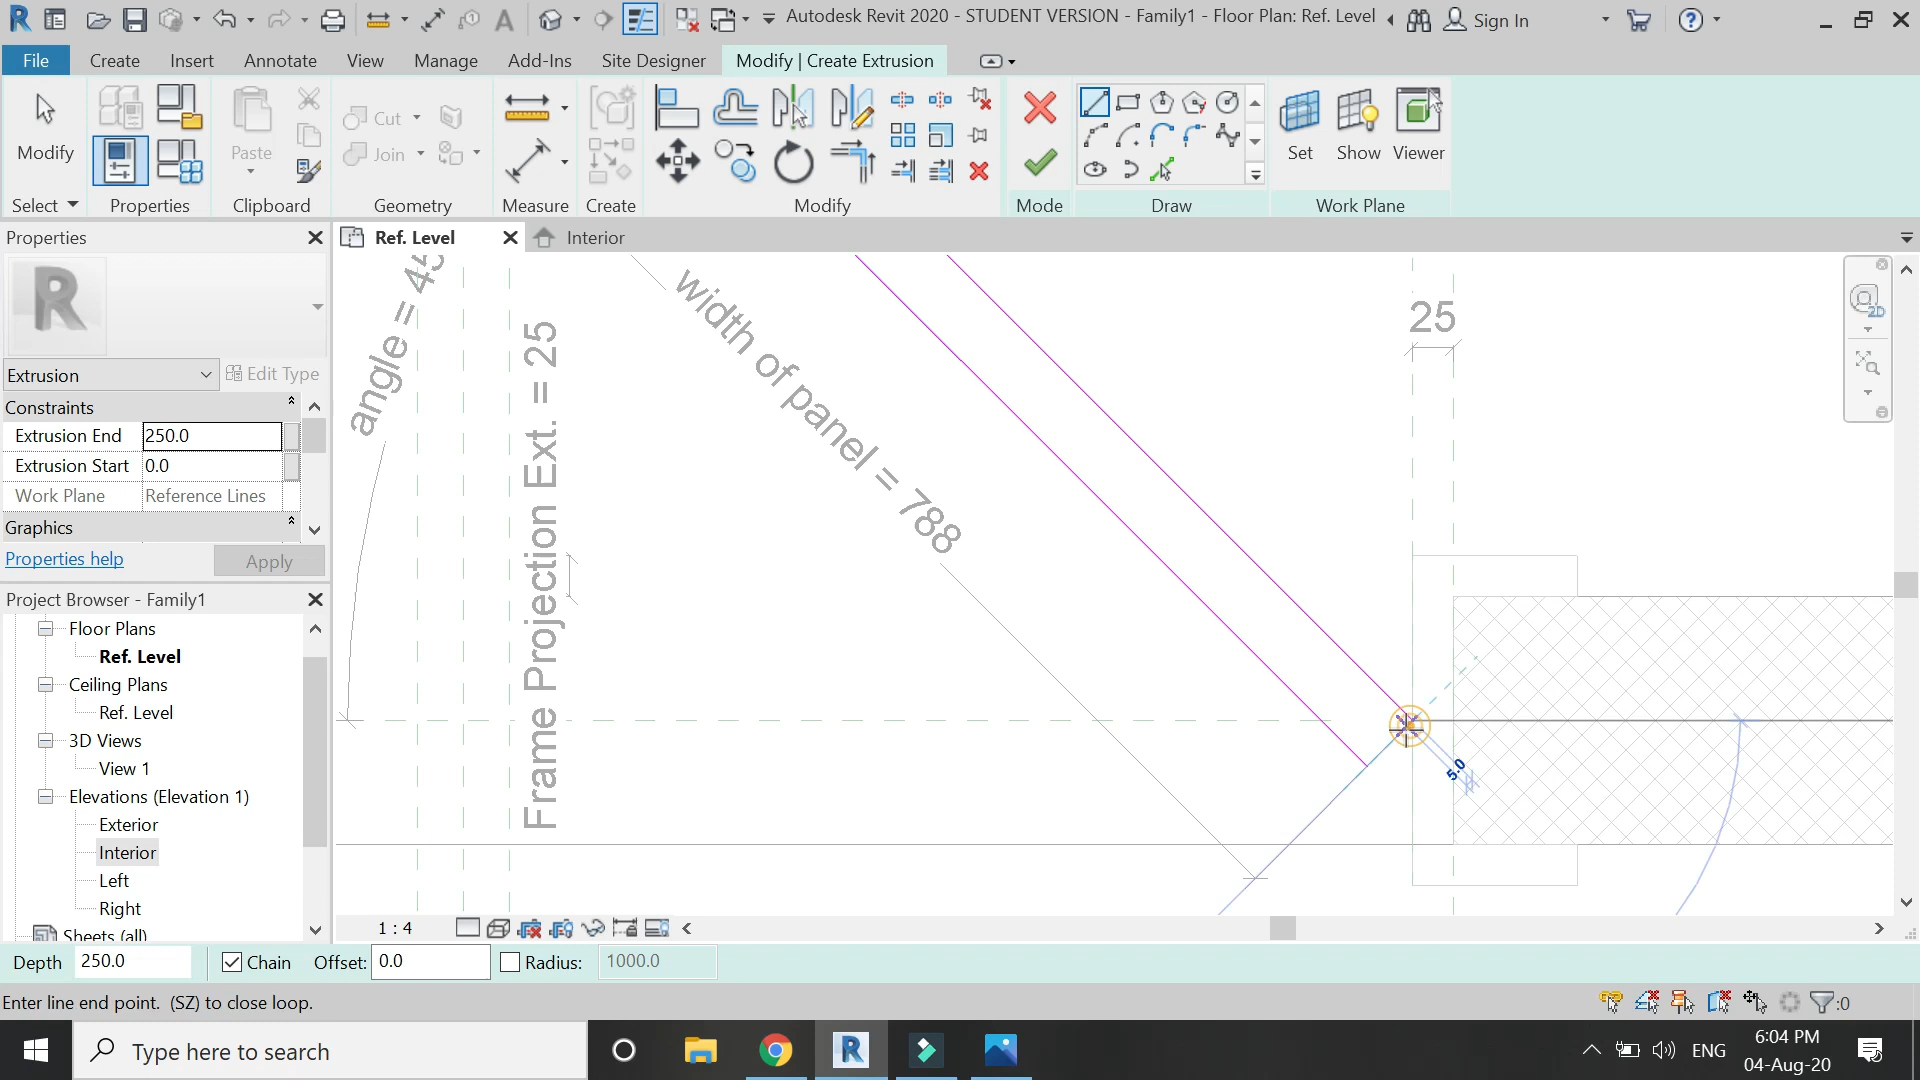 Autodesk Revit 2020 - STUDENT VERSION - Family1 - Floor Plan: Ref. Level
Sign In
File Create Insert Annotate View Manage Add-Ins Site Designer Modify | Create Extrusion
Modify
Paste
Cut
Join
Set Show Viewer
Select Properties Clipboard Geometry Measure Create Modify Mode Draw Work Plane
Properties
Ref. Level
Interior
R
Extrusion
Edit Type
Constraints
Extrusion End 250.0
Extrusion Start 0.0
Work Plane Reference Lines
Graphics
Properties help
Apply
Project Browser - Family1
Floor Plans
Ref. Level
Ceiling Plans
Ref. Level
3D Views
View 1
Elevations (Elevation 1)
Exterior
Interior
Left
Right
Sheets (all)
angle = 45
Frame Projection Ext. = 25
width of panel = 788
25
5.0
2D
1 : 4
Depth 250.0 Chain Offset: 0.0 Radius: 1000.0
Enter line end point. (SZ) to close loop.
:0
Type here to search
ENG
6:04 PM
04-Aug-20